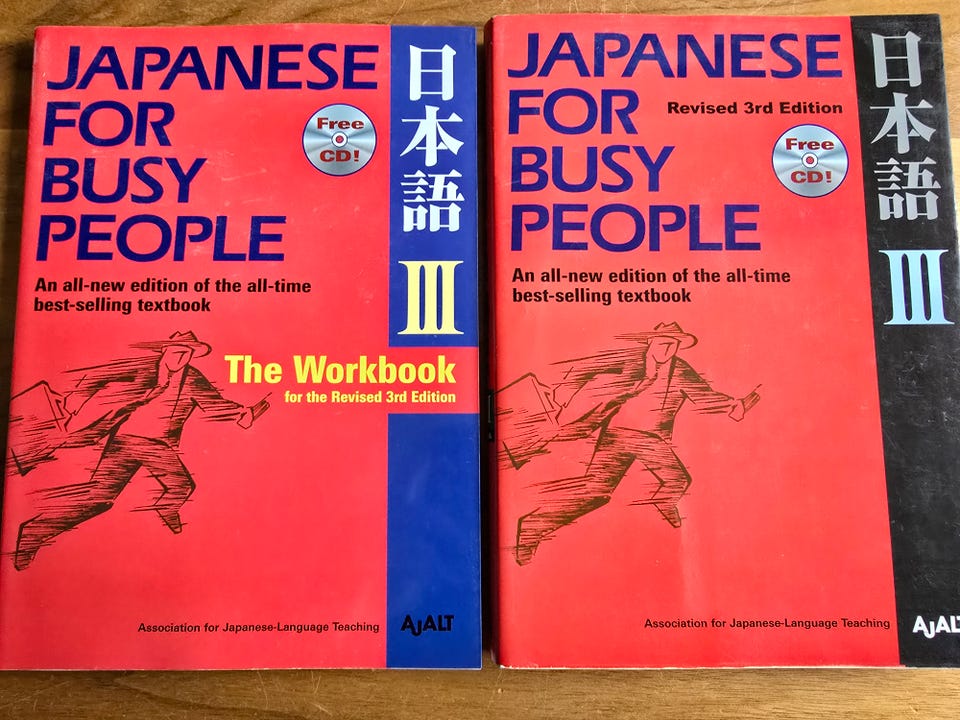 JAPANESE
FOR
BUSY
PEOPLE
Free
CD!
An all-new edition of the all-time
best-selling textbook
日本語
III
The Workbook
for the Revised 3rd Edition
Association for Japanese-Language Teaching
AJALT
JAPANESE
FOR
Revised 3rd Edition
BUSY
PEOPLE
Free
CD!
An all-new edition of the all-time
best-selling textbook
日本語
III
Association for Japanese-Language Teaching
AJALT